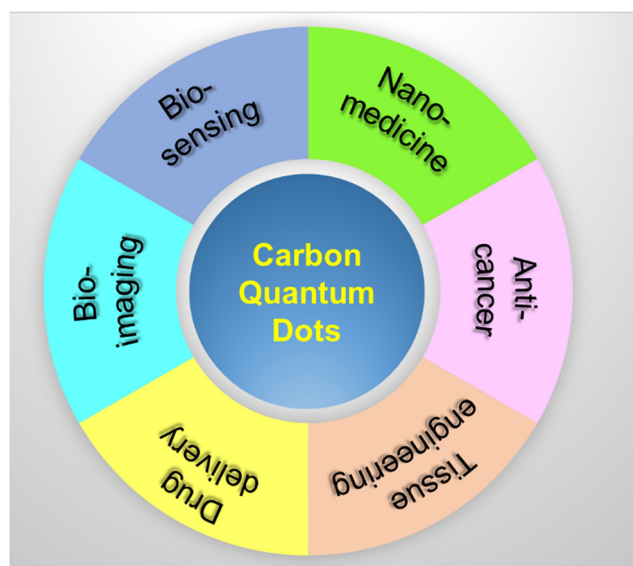 Carbon
Quantum
Dots
Nano-
medicine
Anti-
cancer
Tissue
engineering
Drug
delivery
Bio-
imaging
Bio-
sensing